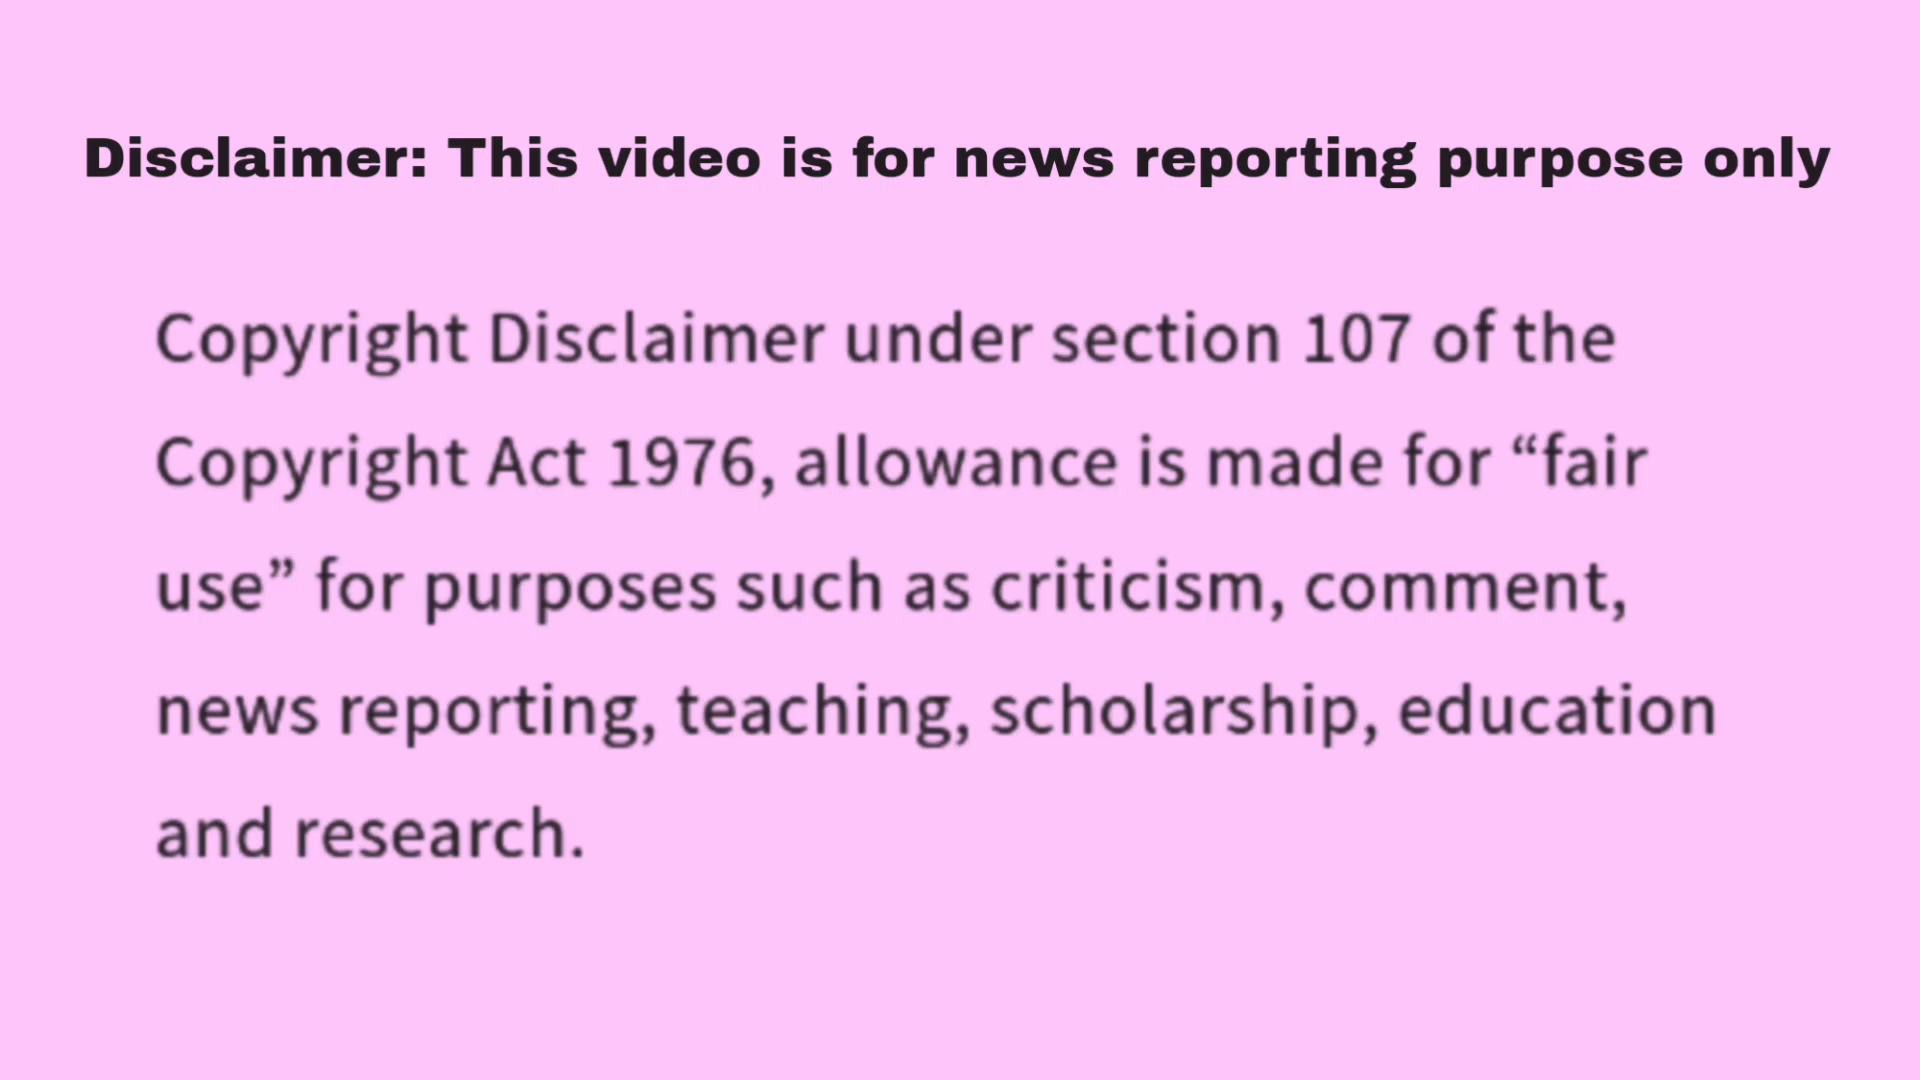 Disclaimer: This video is for news reporting purpose only
Copyright Disclaimer under section 107 of the
Copyright Act 1976, allowance is made for “fair
use” for purposes such as criticism, comment,
news reporting, teaching, scholarship, education
and research.